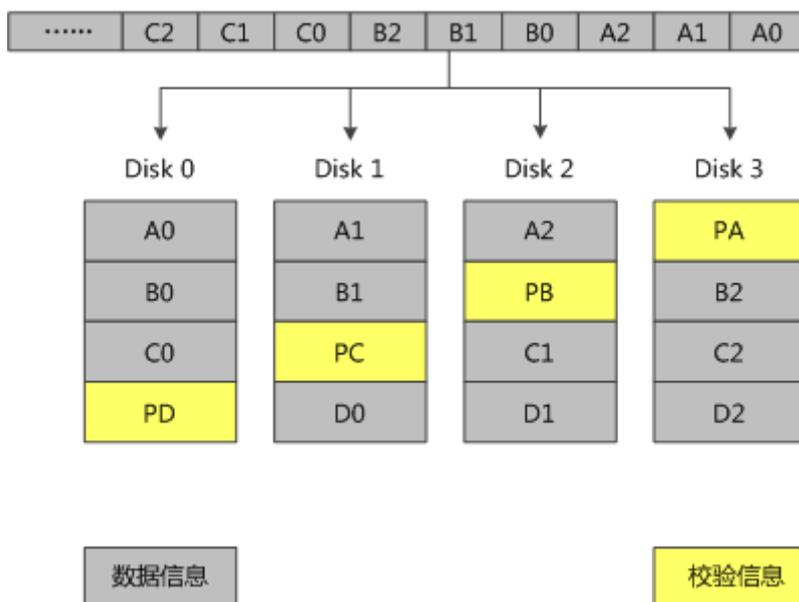 …… C2 C1 C0 B2 B1 B0 A2 A1 A0
Disk 0 Disk 1 Disk 2 Disk 3
A0 A1 A2 PA
B0 B1 PB B2
C0 PC C1 C2
PD D0 D1 D2
数据信息 校验信息